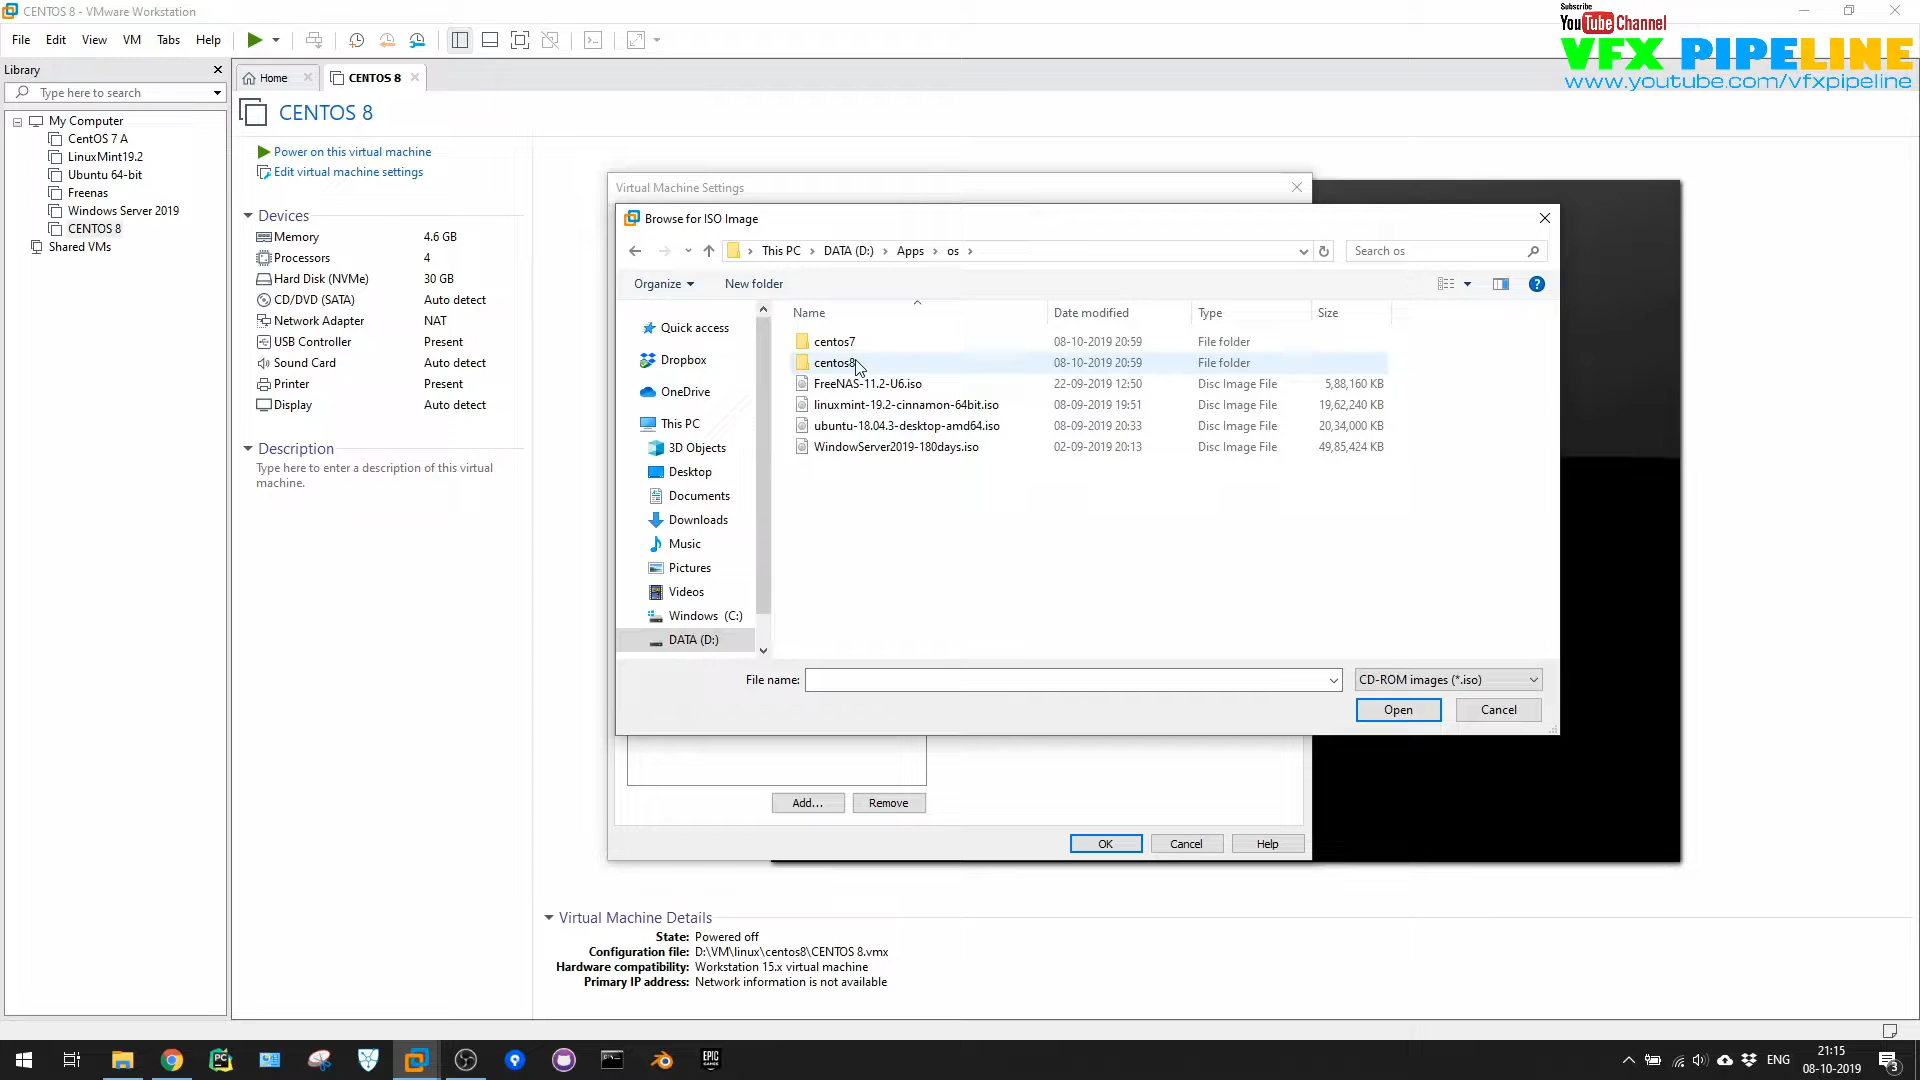 CENTOS 8 - VMware Workstation
Subscribe
YouTube Channel
VFX PIPELINE
www.youtube.com/vfxpipeline
File Edit View VM Tabs Help
Library
Type here to search
My Computer
CentOS 7 A
LinuxMint19.2
Ubuntu 64-bit
Freenas
Windows Server 2019
CENTOS 8
Shared VMs
Home
CENTOS 8
CENTOS 8
Power on this virtual machine
Edit virtual machine settings
Devices
Memory 4.6 GB
Processors 4
Hard Disk (NVMe) 30 GB
CD/DVD (SATA) Auto detect
Network Adapter NAT
USB Controller Present
Sound Card Auto detect
Printer Present
Display Auto detect
Description
Type here to enter a description of this virtual
machine.
Virtual Machine Settings
Browse for ISO Image
This PC DATA (D:) Apps os
Search os
Organize New folder
Quick access
Dropbox
OneDrive
This PC
3D Objects
Desktop
Documents
Downloads
Music
Pictures
Videos
Windows (C:)
DATA (D:)
Name Date modified Type Size
centos7 08-10-2019 20:59 File folder
centos8 08-10-2019 20:59 File folder
FreeNAS-11.2-U6.iso 22-09-2019 12:50 Disc Image File 5,88,160 KB
linuxmint-19.2-cinnamon-64bit.iso 08-09-2019 19:51 Disc Image File 19,62,240 KB
ubuntu-18.04.3-desktop-amd64.iso 08-09-2019 20:33 Disc Image File 20,34,000 KB
WindowServer2019-180days.iso 02-09-2019 20:13 Disc Image File 49,85,424 KB
File name: CD-ROM images (*.iso)
Open Cancel
Add... Remove
OK Cancel Help
Virtual Machine Details
State: Powered off
Configuration file: D:\VM\linux\centos8\CENTOS 8.vmx
Hardware compatibility: Workstation 15.x virtual machine
Primary IP address: Network information is not available
PC
EPIC
GAMES
ENG
21:15
08-10-2019
3